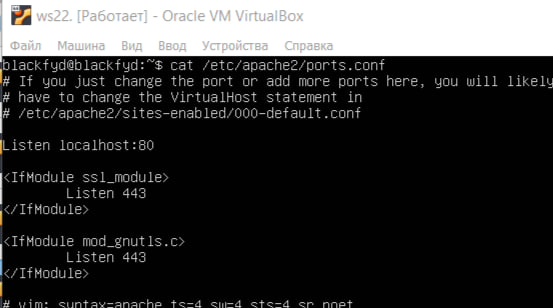 ws22. [Работает] - Oracle VM VirtualBox
Файл Машина Вид Ввод Устройства Справка
blackfyd@blackfyd:~$ cat /etc/apache2/ports.conf
# If you just change the port or add more ports here, you will likely
# have to change the VirtualHost statement in
# /etc/apache2/sites-enabled/000-default.conf
Listen localhost:80
<IfModule ssl_module>
Listen 443
</IfModule>
<IfModule mod_gnutls.c>
Listen 443
</IfModule>
# vim: syntax=apache ts=4 sw=4 sts=4 sr noet